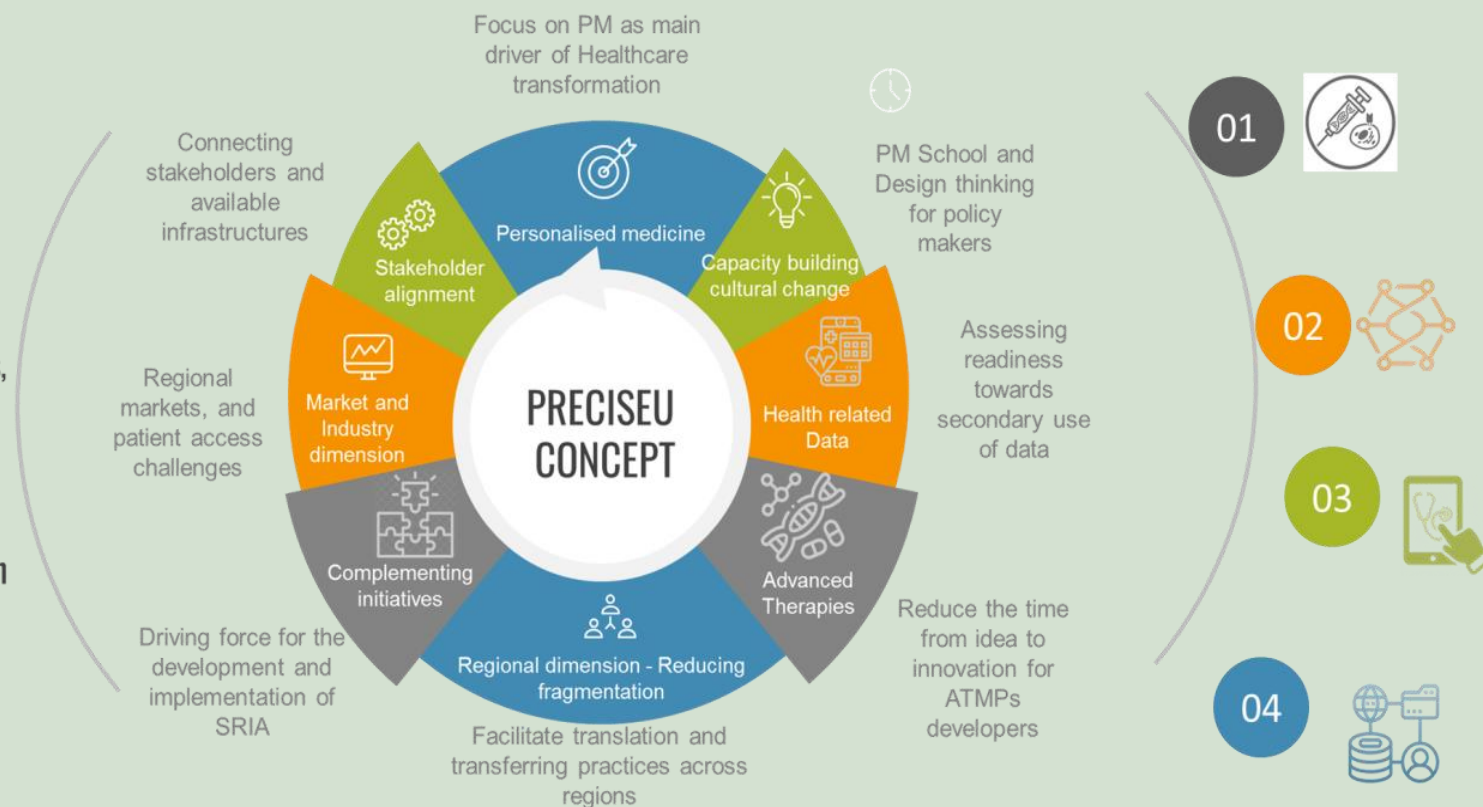 Focus on PM as main
driver of Healthcare
transformation
Connecting
stakeholders and
available
infrastructures
PM School and
Design thinking
for policy
makers
Personalised medicine
Stakeholder
alignment
Capacity building
cultural change
Regional
markets, and
patient access
challenges
Market and
Industry
dimension
PRECISEU
CONCEPT
Health related
Data
Assessing
readiness
towards
secondary use
of data
Complementing
initiatives
Advanced
Therapies
Driving force for the
development and
implementation of
SRIA
Regional dimension - Reducing
fragmentation
Reduce the time
from idea to
innovation for
ATMPs
developers
Facilitate translation and
transferring practices across
regions
01
02
03
04